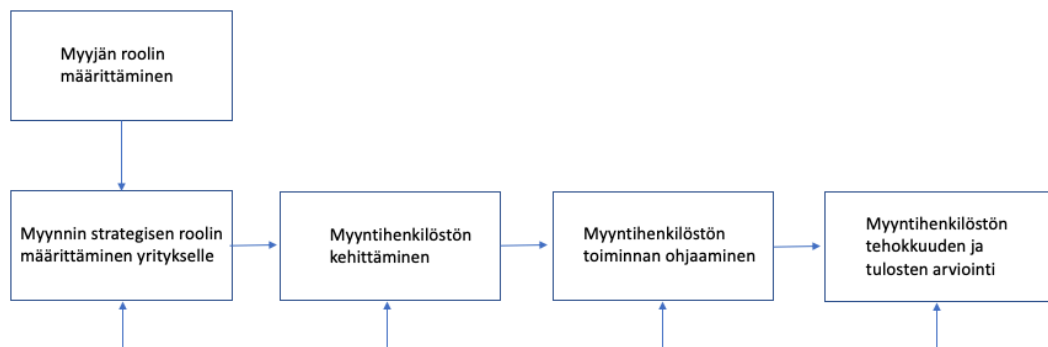 Myyjän roolin
määrittäminen
Myynnin strategisen roolin
määrittäminen yritykselle
Myyntihenkilöstön
kehittäminen
Myyntihenkilöstön
toiminnan ohjaaminen
Myyntihenkilöstön
tehokkuuden ja
tulosten arviointi